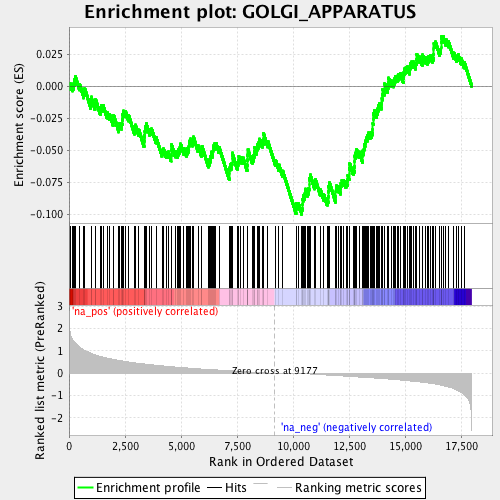 Enrichment plot: GOLGI_APPARATUS
Enrichment score (ES)
0.025
0.000
-0.025
-0.050
-0.075
-0.100
'na_pos' (positively correlated)
Ranked list metric (PreRanked)
3
2
1
0
-1
-2
Zero cross at 9177
'na_neg' (negatively correlated)
0
2,500
5,000
7,500
10,000
12,500
15,000
17,500
Rank in Ordered Dataset
Enrichment profile
Hits
Ranking metric scores